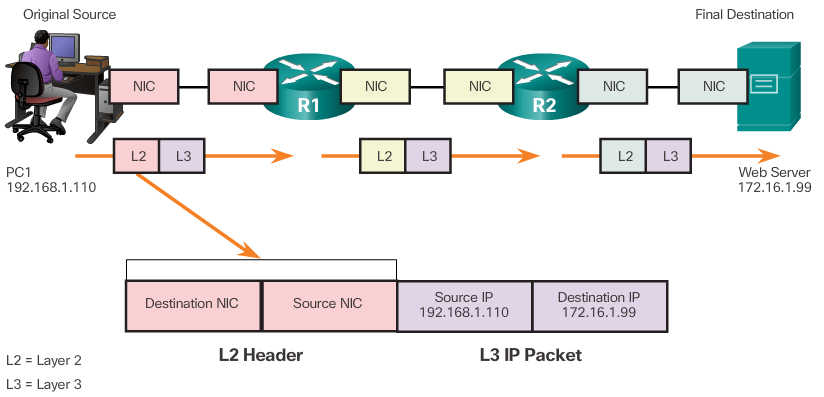 Original Source
Final Destination
NIC
NIC
R1
NIC
NIC
R2
NIC
NIC
L2
L3
L2
L3
L2
L3
PC1
192.168.1.110
Web Server
172.16.1.99
Destination NIC
Source NIC
Source IP
192.168.1.110
Destination IP
172.16.1.99
L2 Header
L3 IP Packet
L2 = Layer 2
L3 = Layer 3